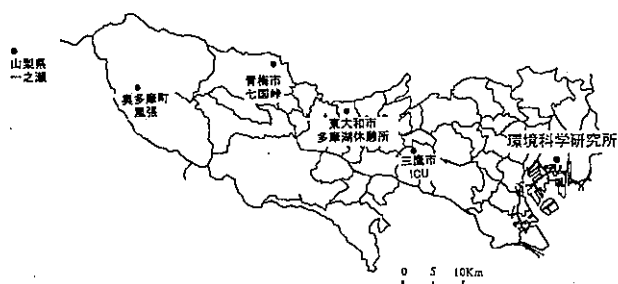 山梨県
一之瀬
奥多摩町
青梅市
七国峠
東大和市
多摩湖休憩所
三鷹市
ICU
環境科学研究所
0 5 10Km